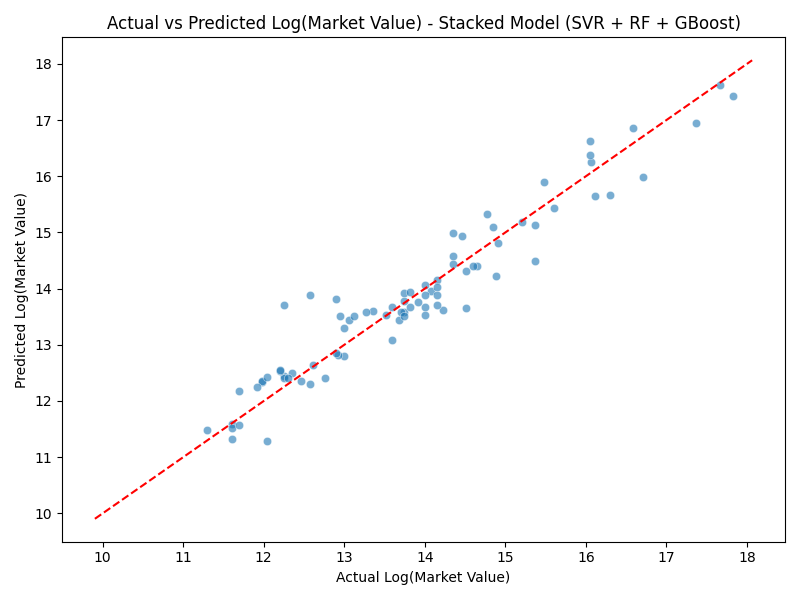 Actual vs Predicted Log(Market Value) - Stacked Model (SVR + RF + GBoost)
Predicted Log(Market Value)
18
17
16
15
14
13
12
11
10
10 11 12 13 14 15 16 17 18
Actual Log(Market Value)